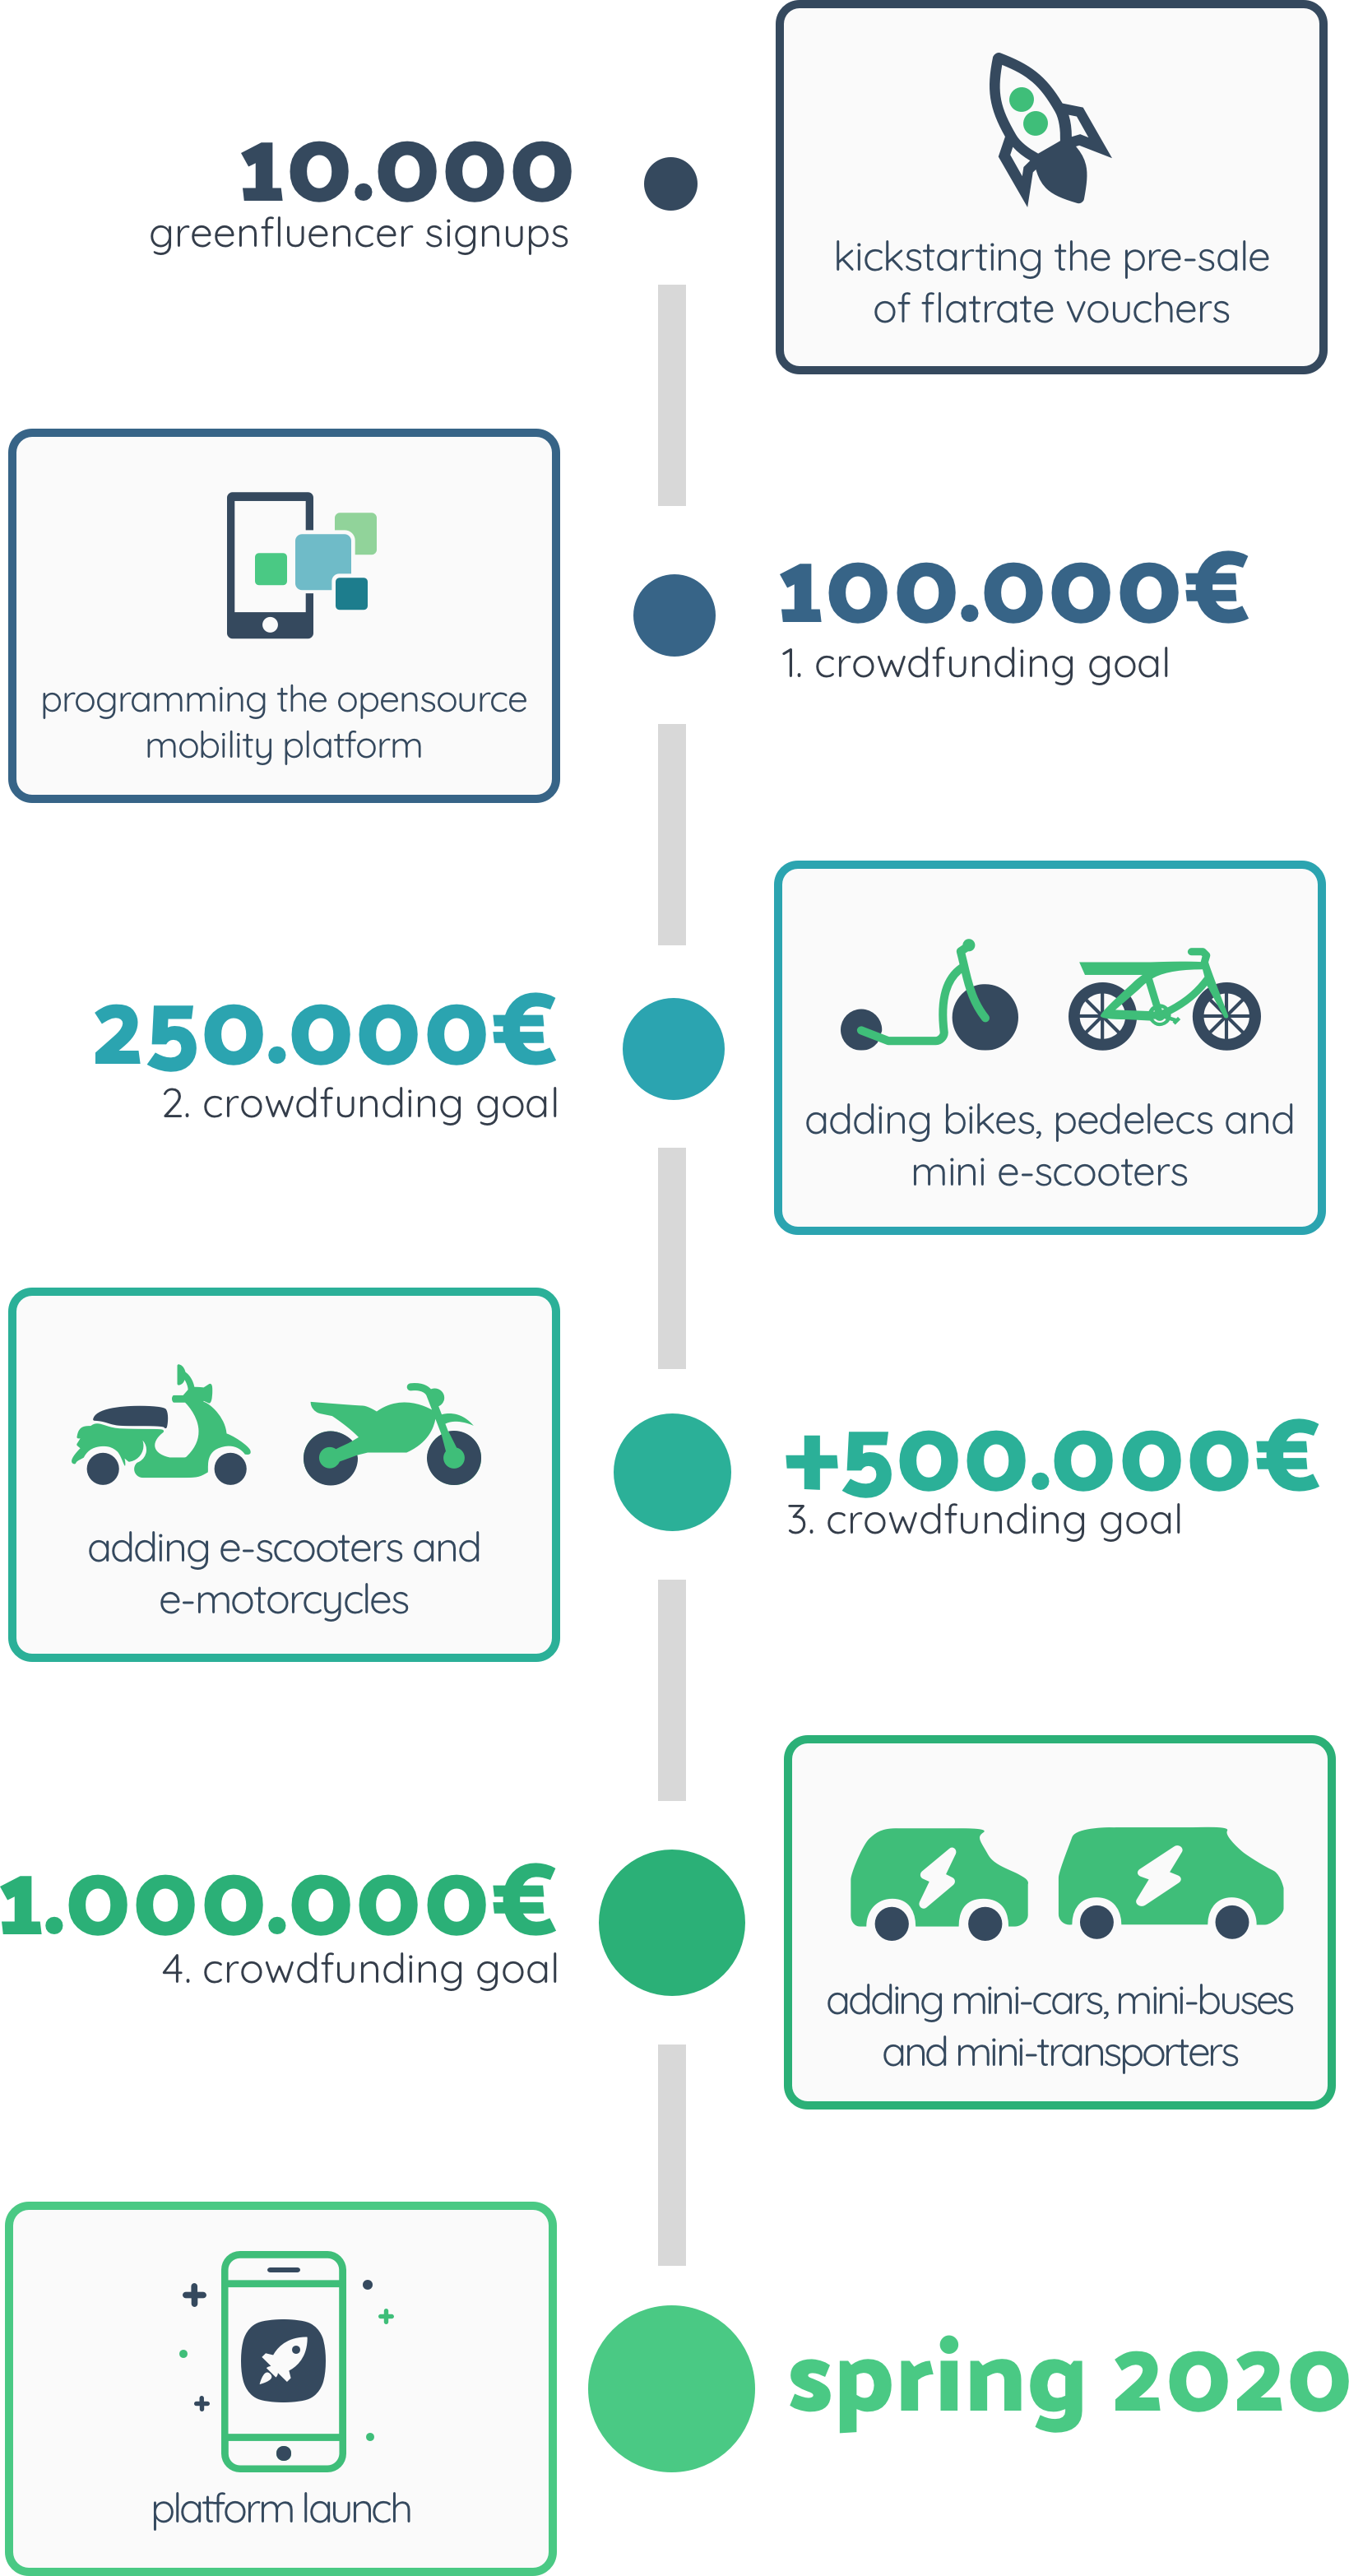 10.000
greenfluencer signups
kickstarting the pre-sale
of flatrate vouchers
100.000€
1. crowdfunding goal
programming the opensource
mobility platform
250.000€
2. crowdfunding goal
adding bikes, pedelecs and
mini e-scooters
+500.000€
3. crowdfunding goal
adding e-scooters and
e-motorcycles
1.000.000€
4. crowdfunding goal
adding mini-cars, mini-buses
and mini-transporters
spring 2020
platform launch